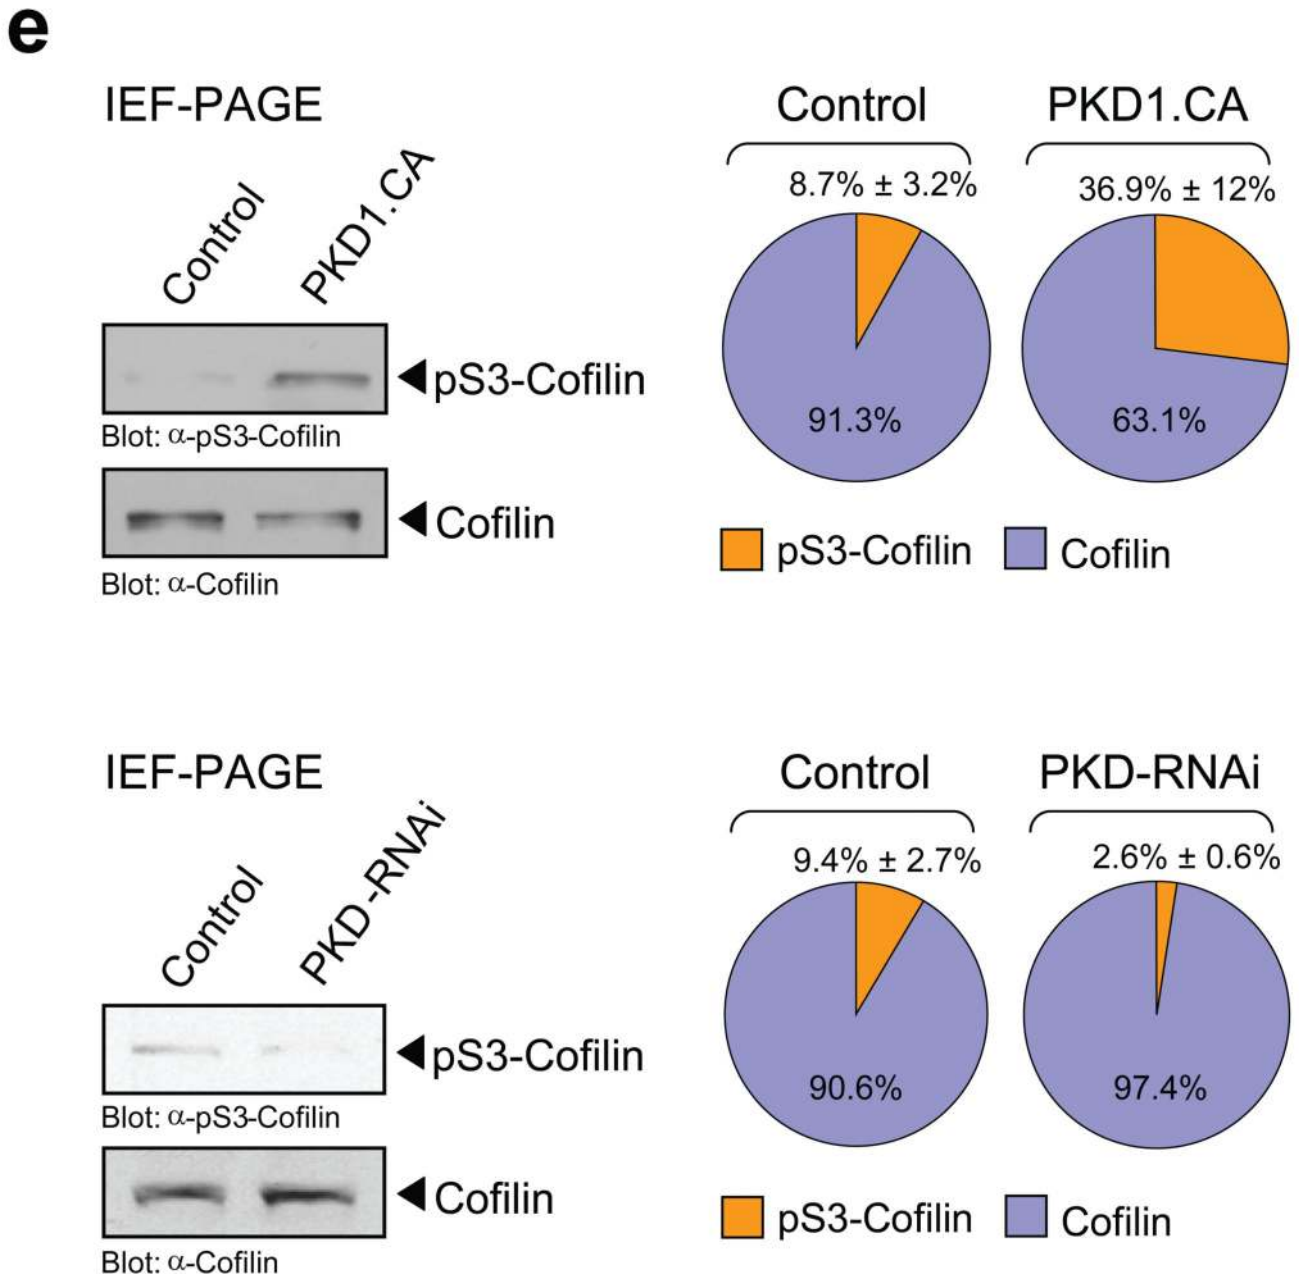 e
IEF-PAGE
Control
PKD1.CA
pS3-Cofilin
Blot: α-pS3-Cofilin
Cofilin
Blot: α-Cofilin
Control
PKD1.CA
8.7% ± 3.2%
36.9% ± 12%
91.3%
63.1%
pS3-Cofilin
Cofilin
IEF-PAGE
Control
PKD-RNAi
pS3-Cofilin
Blot: α-pS3-Cofilin
Cofilin
Blot: α-Cofilin
Control
PKD-RNAi
9.4% ± 2.7%
2.6% ± 0.6%
90.6%
97.4%
pS3-Cofilin
Cofilin